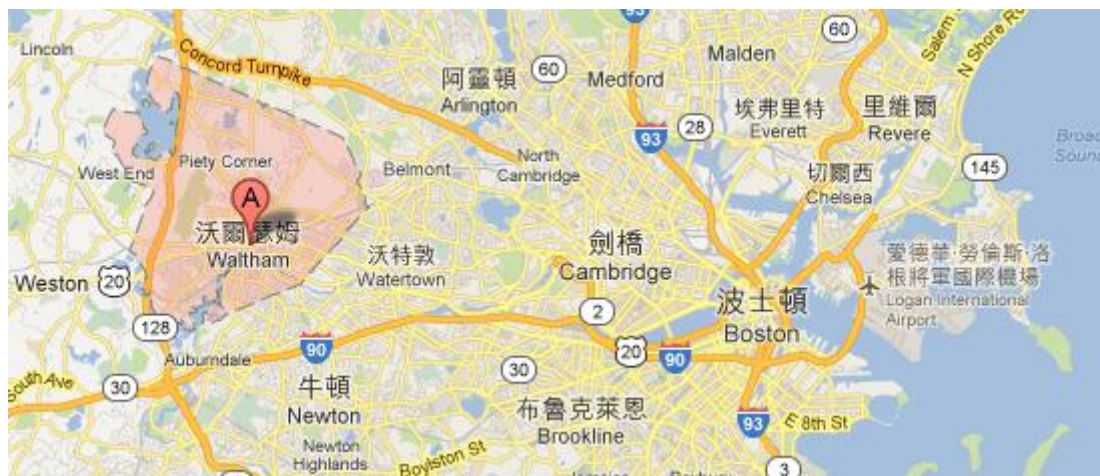 Lincoln
Concord Turnpike
阿靈頓
Arlington
60
Medford
93
Malden
60
Salem
N Shore Rd
93
28
埃弗里特
Everett
里維爾
Revere
145
切爾西
Chelsea
West End
Piety Corner
Belmont
North
Cambridge
A
沃爾瑟姆
Waltham
沃特敦
Watertown
劍橋
Cambridge
Weston
20
128
波士頓
Boston
愛德華·勞倫斯·洛
根將軍國際機場
Logan International
Airport
2
20
90
90
Auburndale
30
South Ave
牛頓
Newton
Newton
Highlands
30
布魯克萊恩
Brookline
Boylston St
93
E 8th St
3